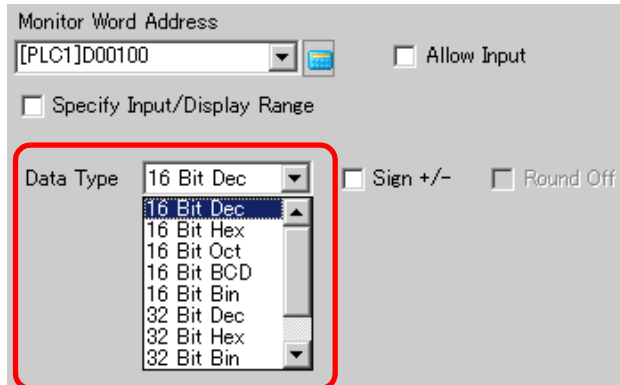 Monitor Word Address
[PLC1]D00100
Allow Input
Specify Input/Display Range
Data Type 16 Bit Dec Sign +/- Round Off
16 Bit Dec
16 Bit Hex
16 Bit Oct
16 Bit BCD
16 Bit Bin
32 Bit Dec
32 Bit Hex
32 Bit Bin